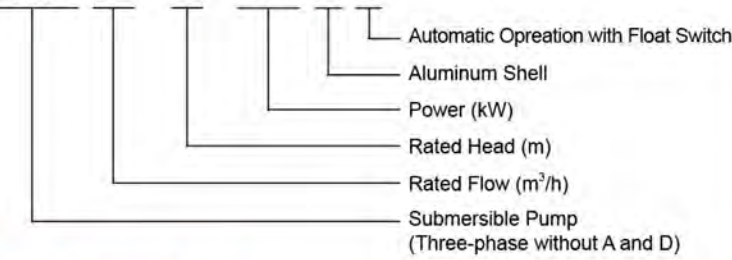 Automatic Opreation with Float Switch
Aluminum Shell
Power (kW)
Rated Head (m)
Rated Flow (m³/h)
Submersible Pump
(Three-phase without A and D)